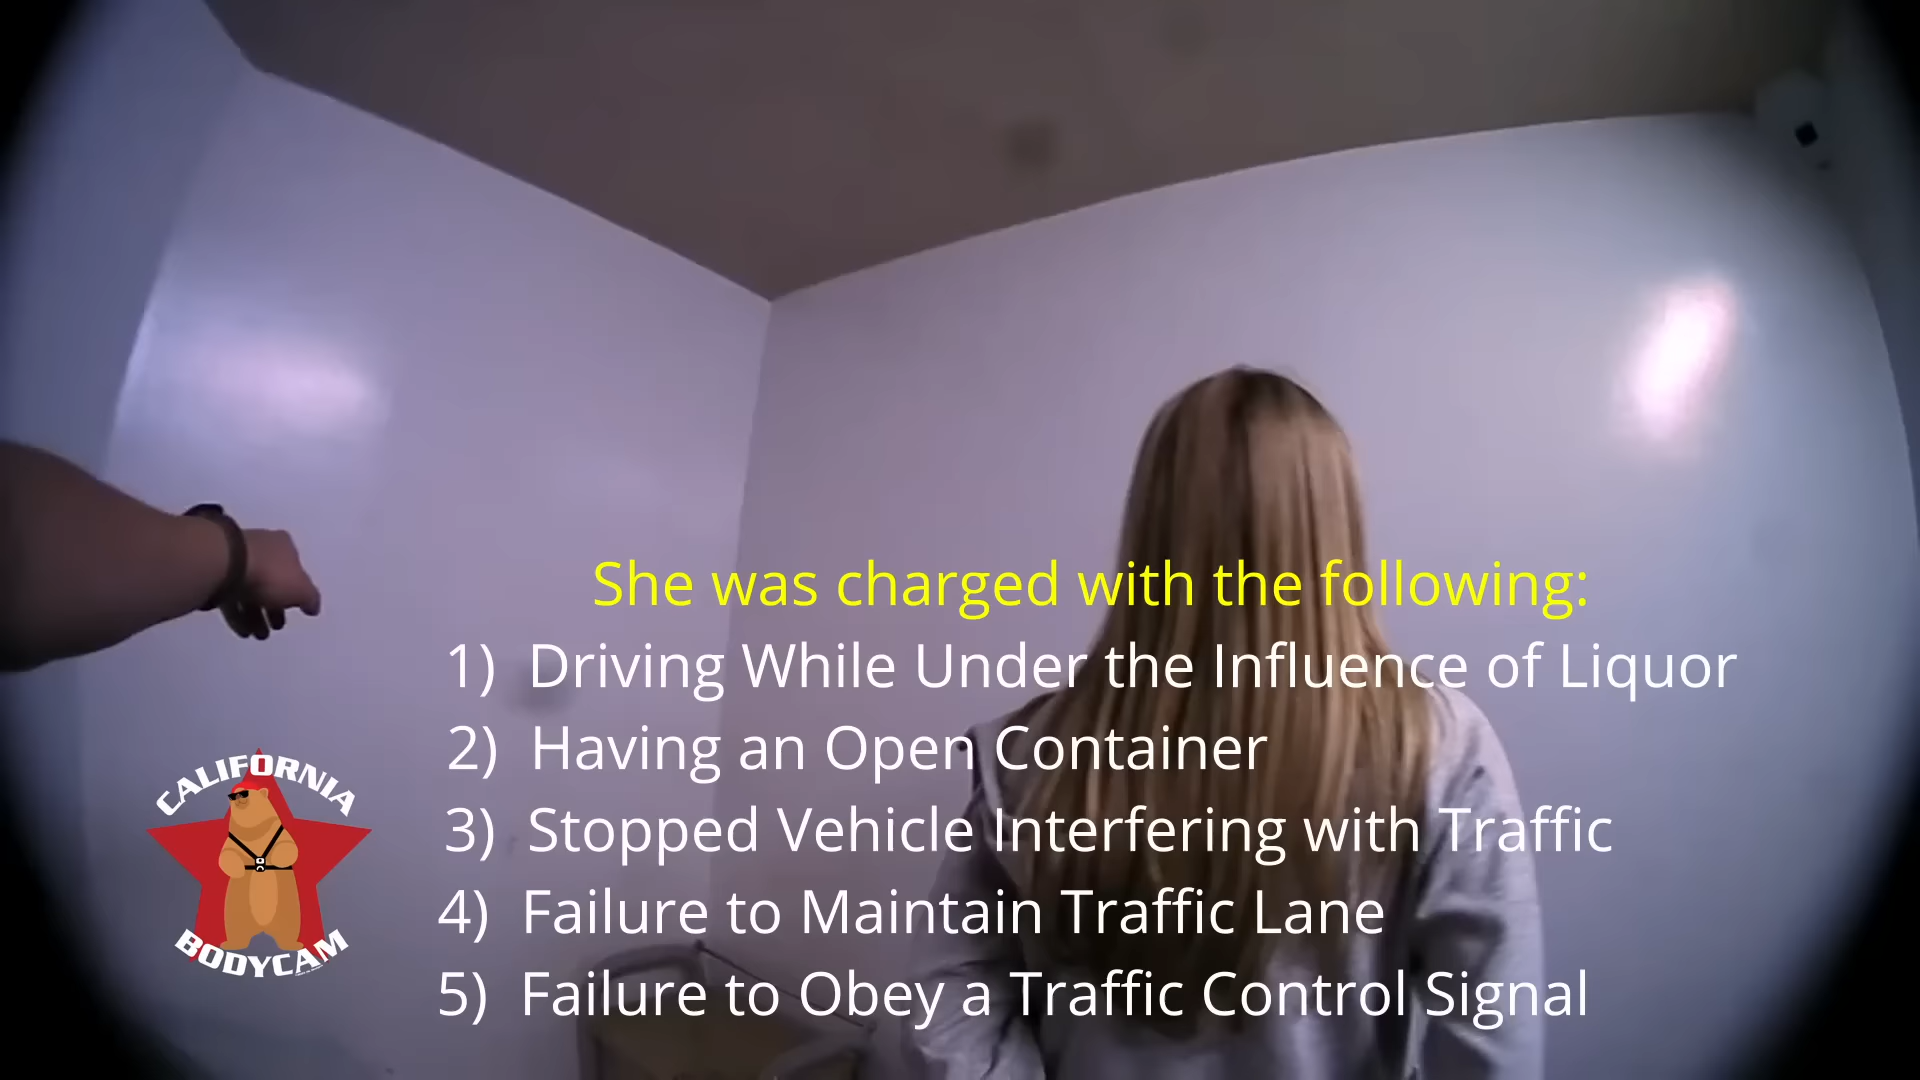 She was charged with the following:
1) Driving While Under the Influence of Liquor
2) Having an Open Container
3) Stopped Vehicle Interfering with Traffic
4) Failure to Maintain Traffic Lane
5) Failure to Obey a Traffic Control Signal
CALIFORNIA
BODYCAM